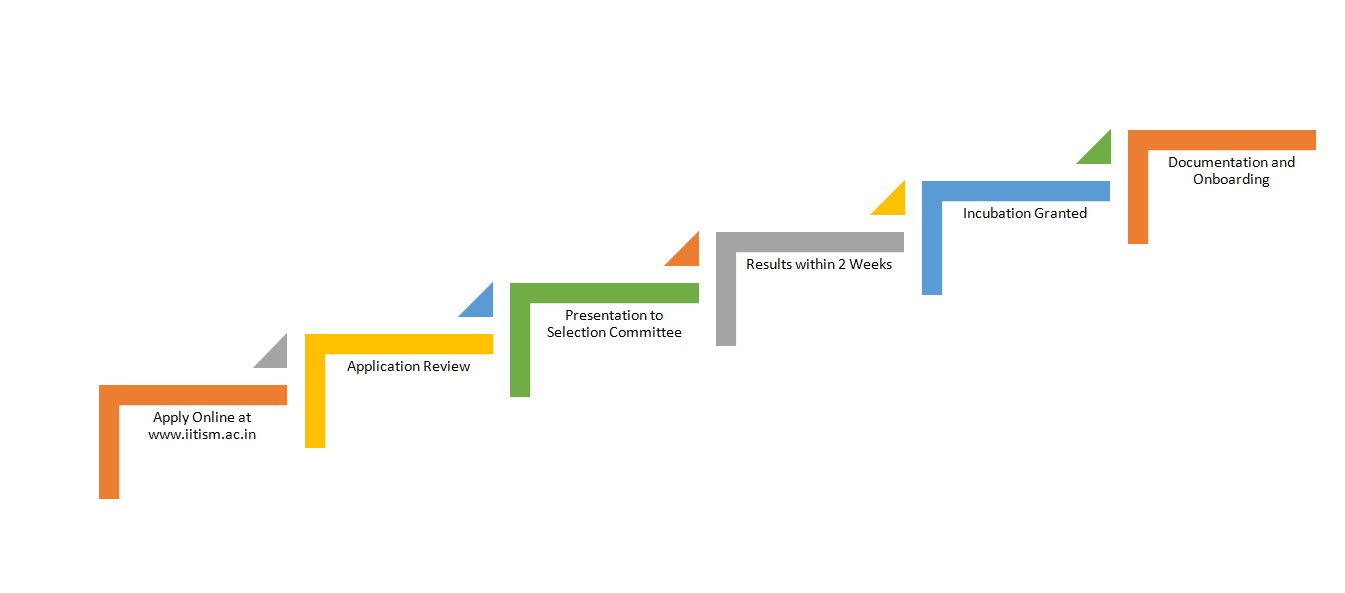 Apply Online at
www.iitism.ac.in
Application Review
Presentation to
Selection Committee
Results within 2 Weeks
Incubation Granted
Documentation and
Onboarding